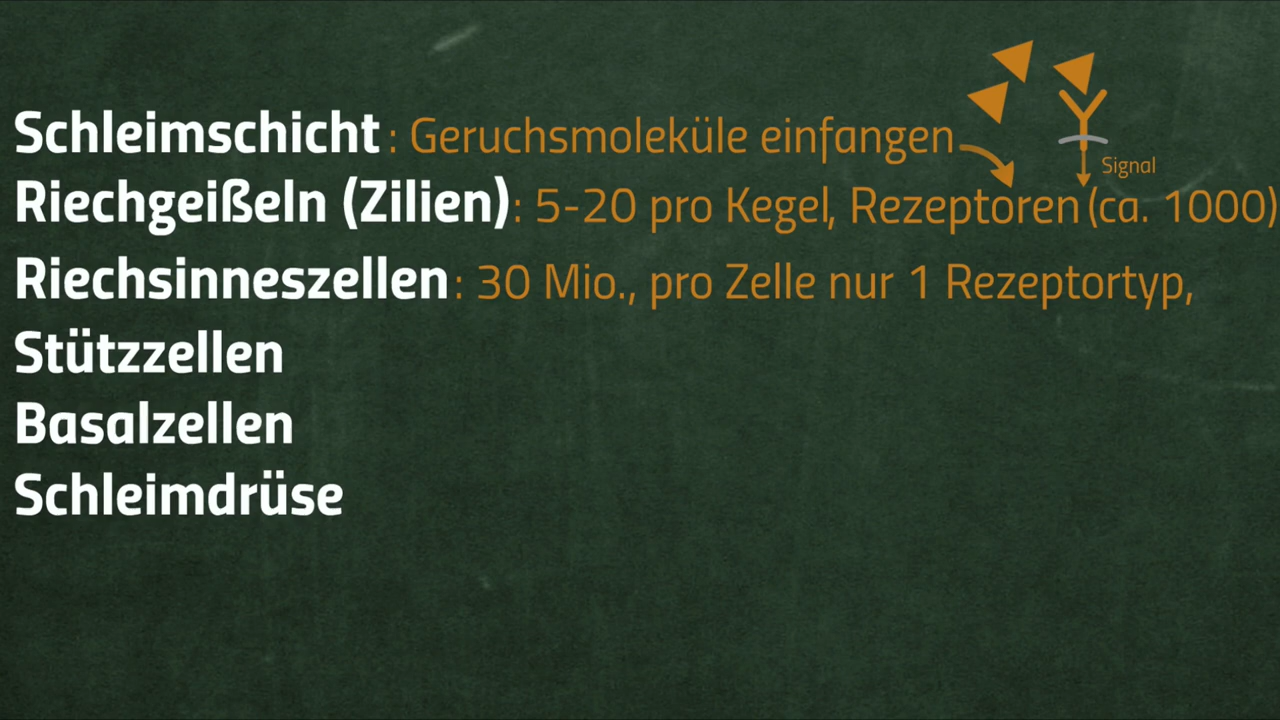 Schleimschicht : Geruchsmoleküle einfangen
Signal
Riechgeißeln (Zilien) : 5-20 pro Kegel, Rezeptoren (ca. 1000)
Riechsinneszellen : 30 Mio., pro Zelle nur 1 Rezeptortyp,
Stützzellen
Basalzellen
Schleimdrüse